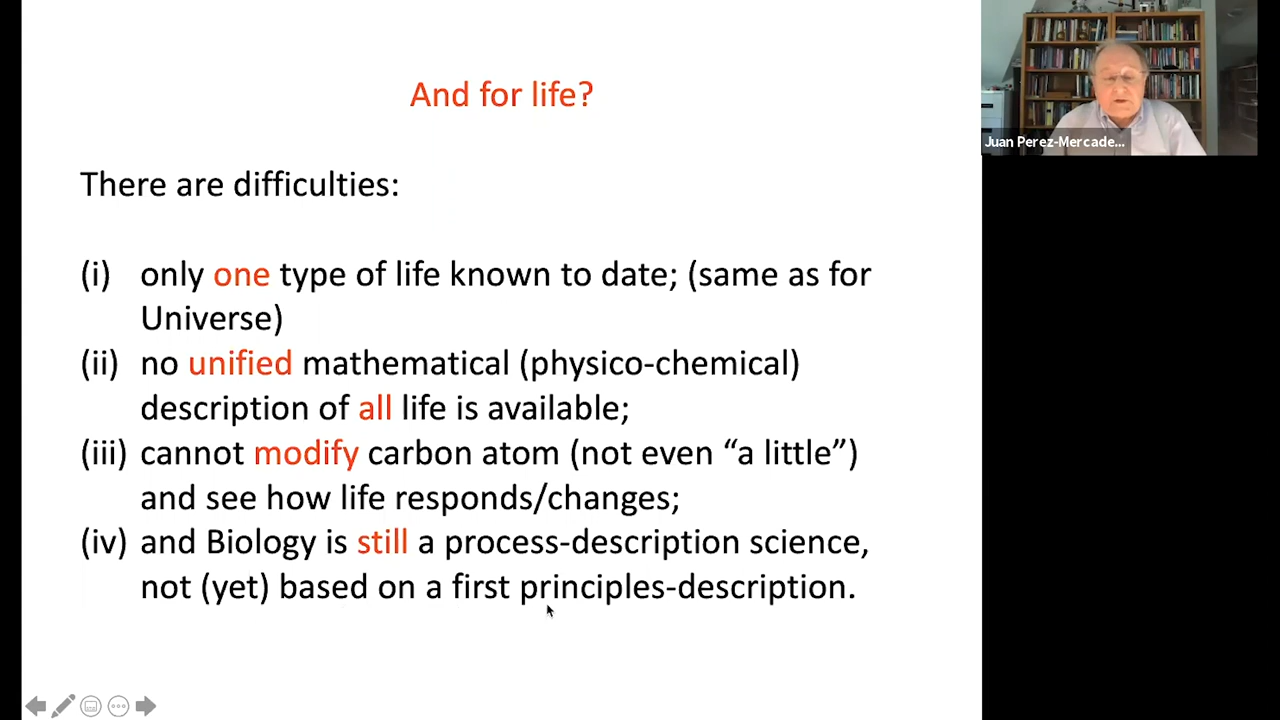 And for life?
There are difficulties:
(i) only one type of life known to date; (same as for
Universe)
(ii) no unified mathematical (physico-chemical)
description of all life is available;
(iii) cannot modify carbon atom (not even “a little”)
and see how life responds/changes;
(iv) and Biology is still a process-description science,
not (yet) based on a first principles-description.
Juan Perez-Mercade...